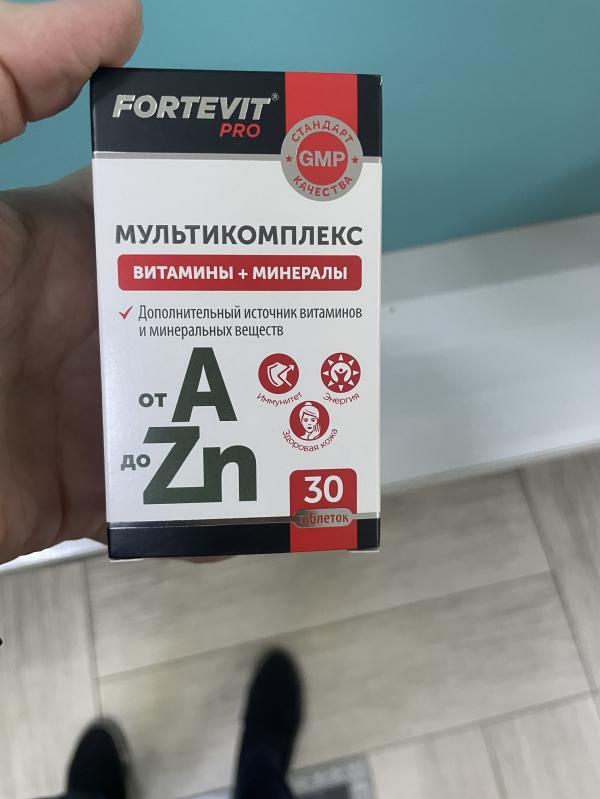 FORTEVIT®
PRO
СТАНДАРТ
GMP
КАЧЕСТВА
МУЛЬТИКОМПЛЕКС
ВИТАМИНЫ + МИНЕРАЛЫ
Дополнительный источник витаминов
и минеральных веществ
от A
до Zn
Иммунитет
Энергия
Здоровая кожа
30
таблеток